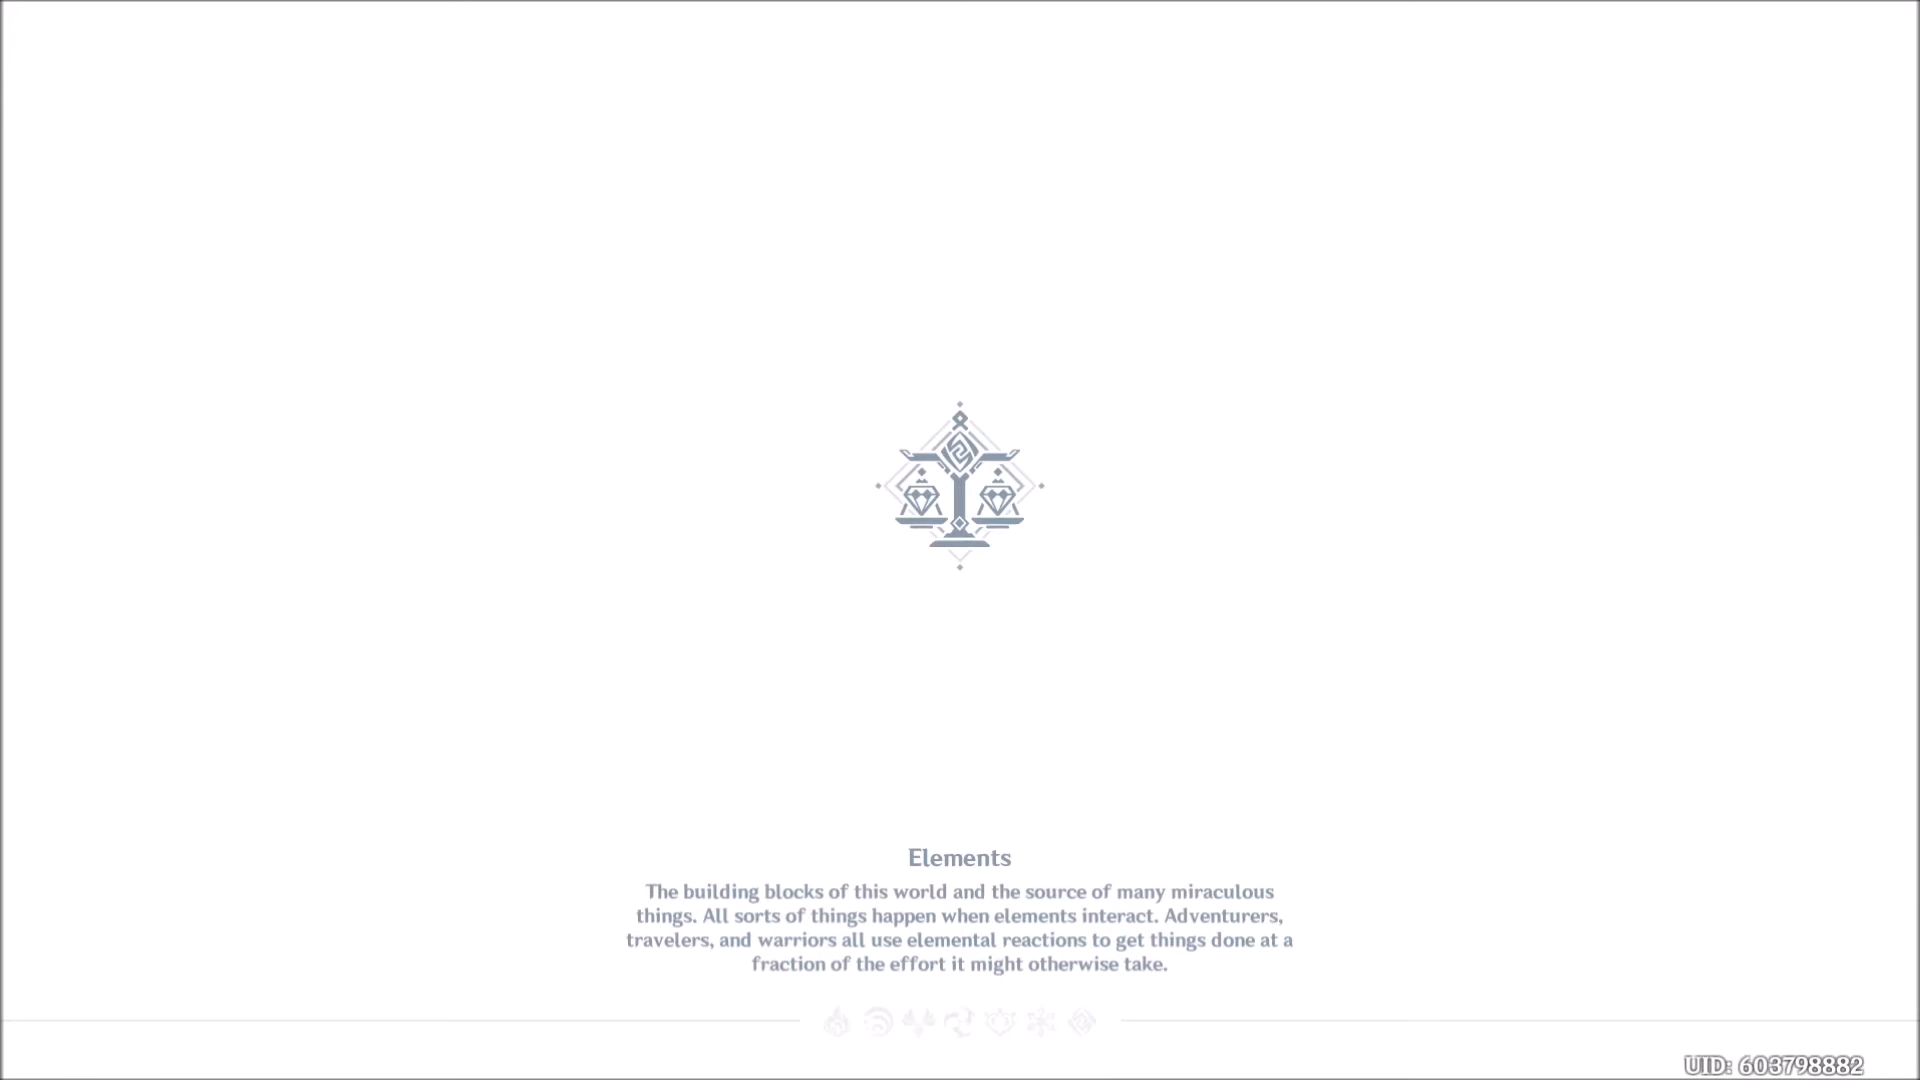 Elements
The building blocks of this world and the source of many miraculous
things. All sorts of things happen when elements interact. Adventurers,
travelers, and warriors all use elemental reactions to get things done at a
fraction of the effort it might otherwise take.
UID: 603798882